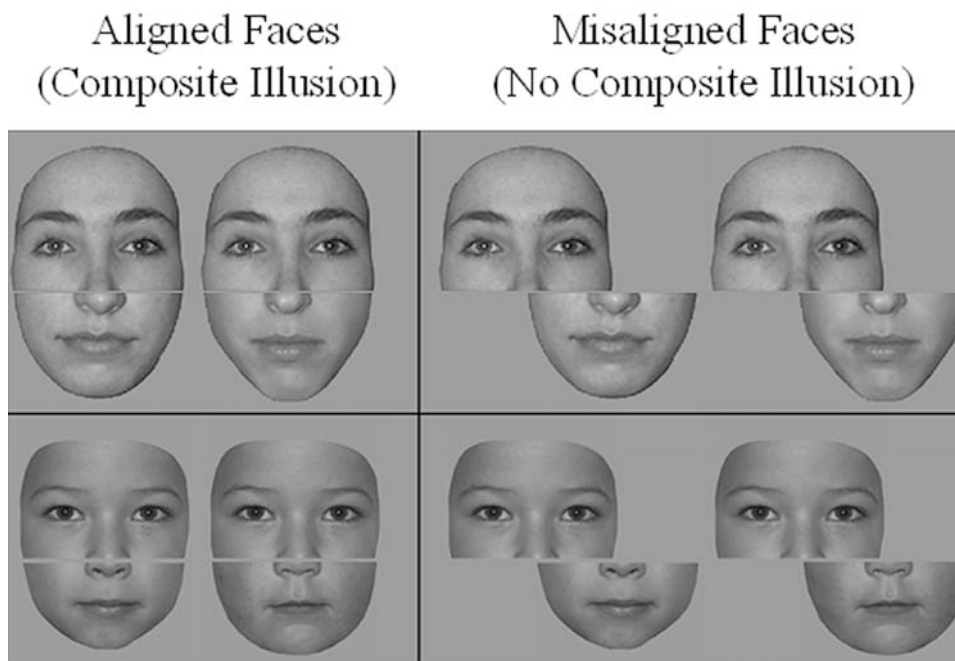 Aligned Faces
(Composite Illusion)
Misaligned Faces
(No Composite Illusion)